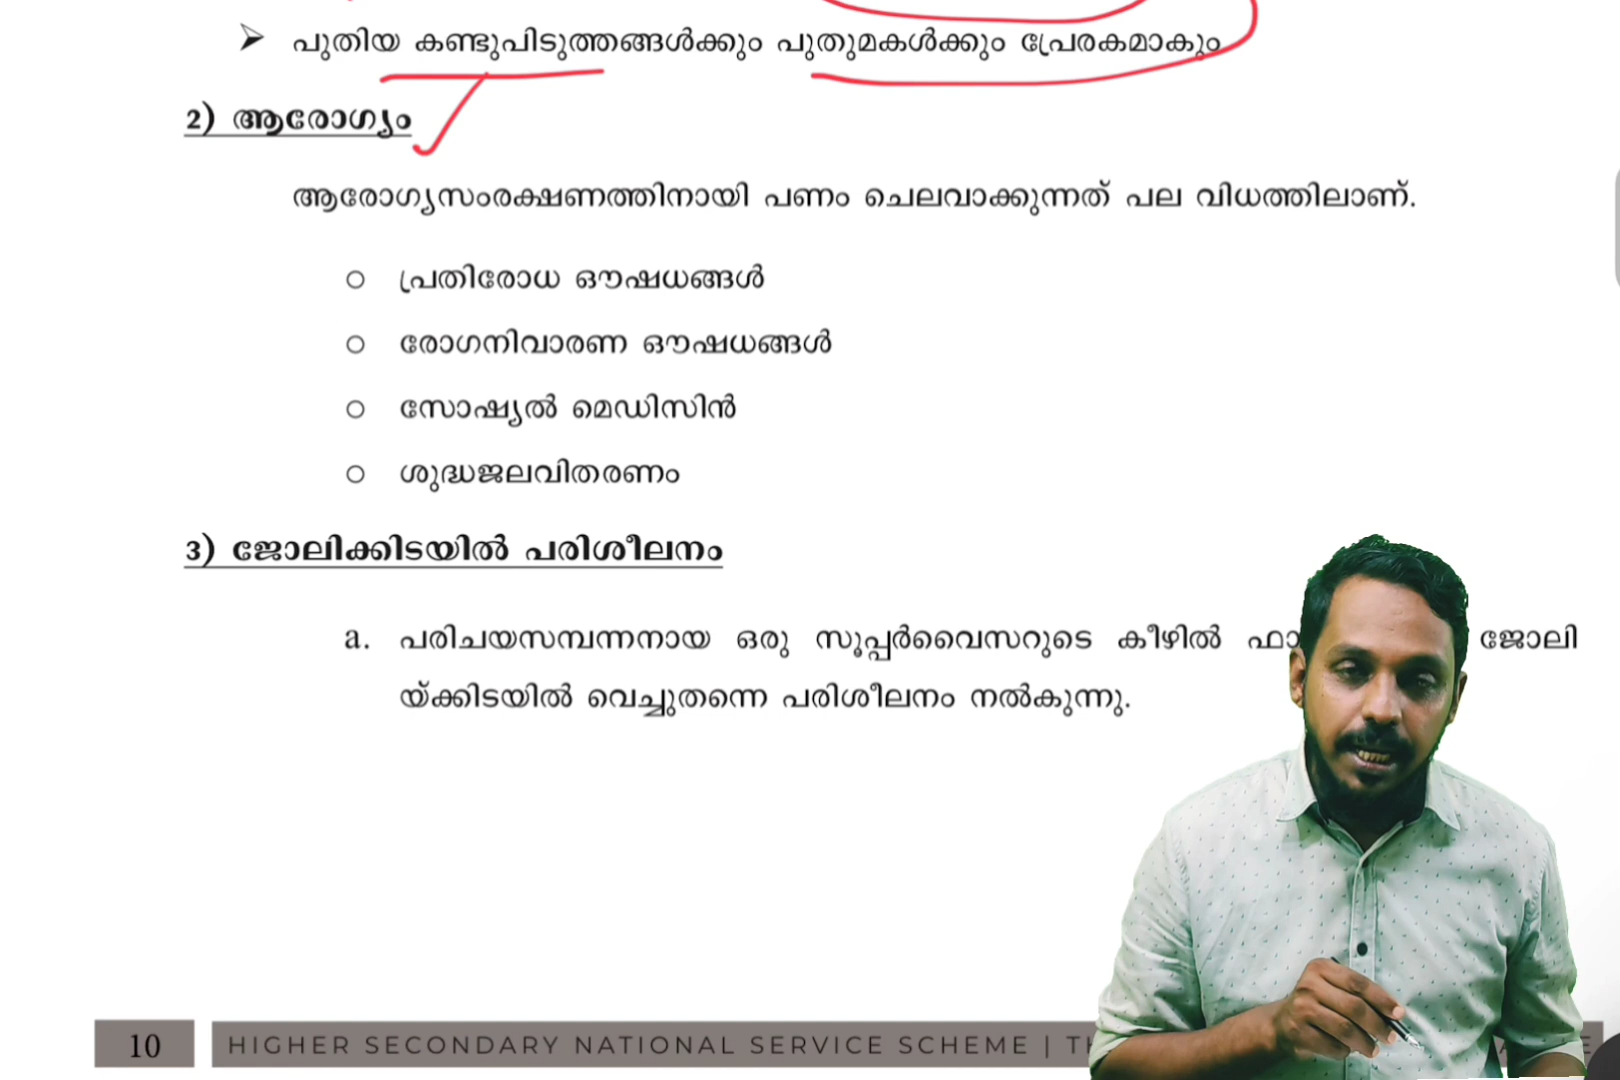 ➤ പുതിയ കണ്ടുപിടുത്തങ്ങൾക്കും പുതുമകൾക്കും പ്രേരകമാകും
2) ആരോഗ്യം
ആരോഗ്യസംരക്ഷണത്തിനായി പണം ചെലവാക്കുന്നത് പല വിധത്തിലാണ്.
○ പ്രതിരോധ ഔഷധങ്ങൾ
○ രോഗനിവാരണ ഔഷധങ്ങൾ
○ സോഷ്യൽ മെഡിസിൻ
○ ശുദ്ധജലവിതരണം
3) ജോലിക്കിടയിൽ പരിശീലനം
a. പരിചയസമ്പന്നനായ ഒരു സൂപ്പർവൈസറുടെ കീഴിൽ ജോലി
യ്ക്കിടയിൽ വെച്ചുതന്നെ പരിശീലനം നൽകുന്നു.
10 HIGHER SECONDARY NATIONAL SERVICE SCHEME |